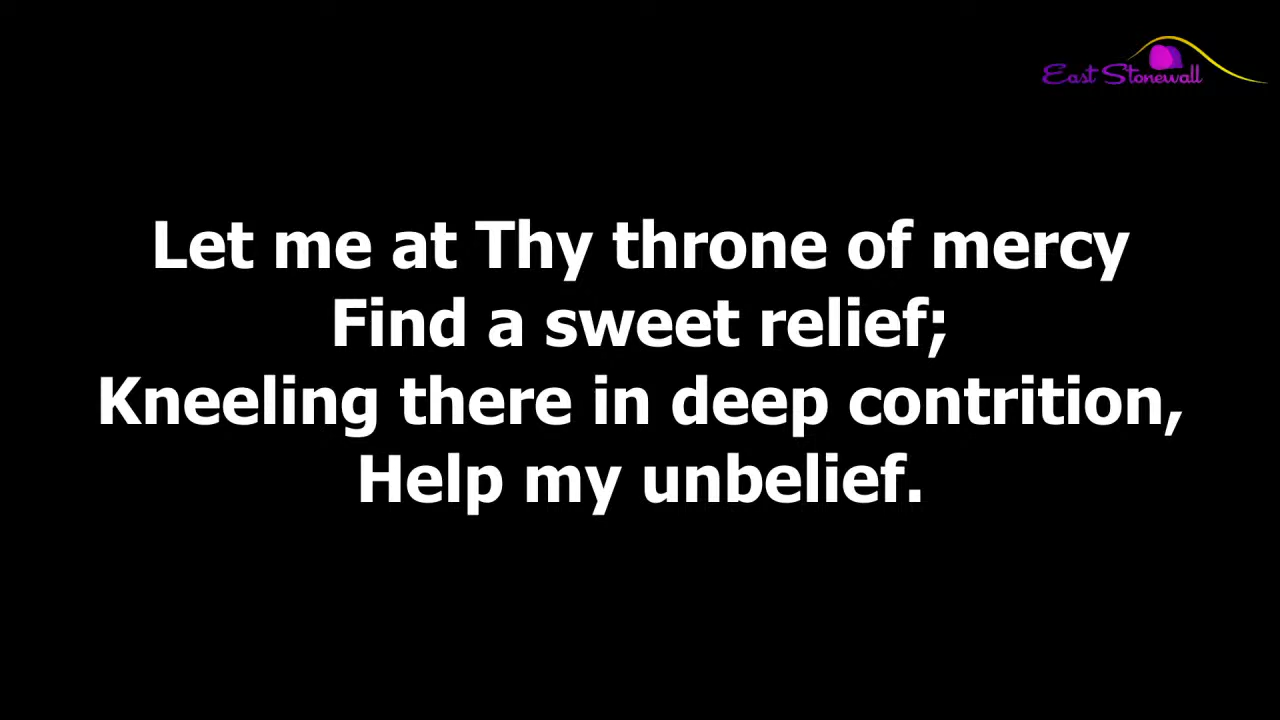 East Stonewall
Let me at Thy throne of mercy
Find a sweet relief;
Kneeling there in deep contrition,
Help my unbelief.